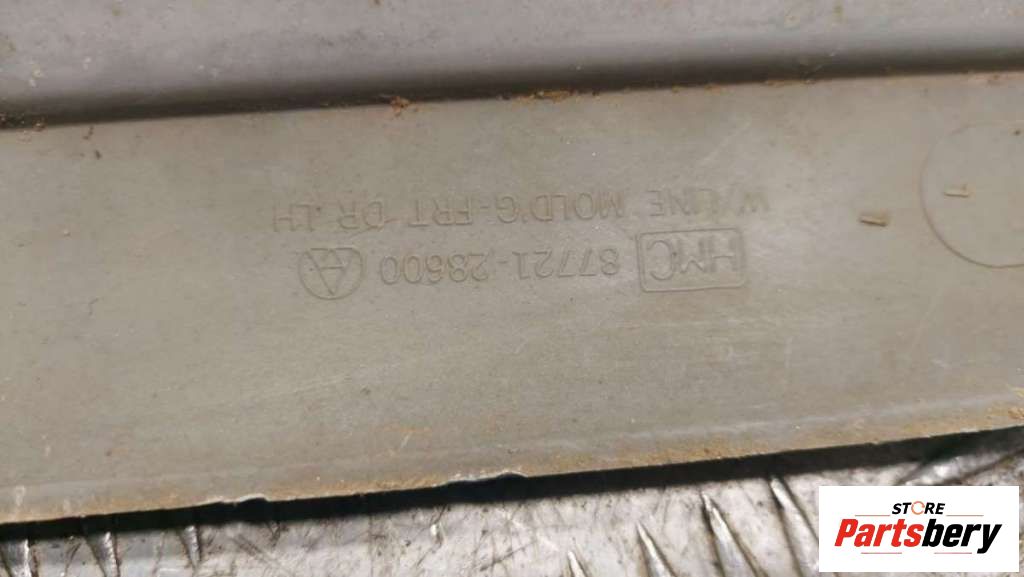 HMC 87721-28600
W/LINE MOLD'G-FRT DR LH
STORE
Partsbery